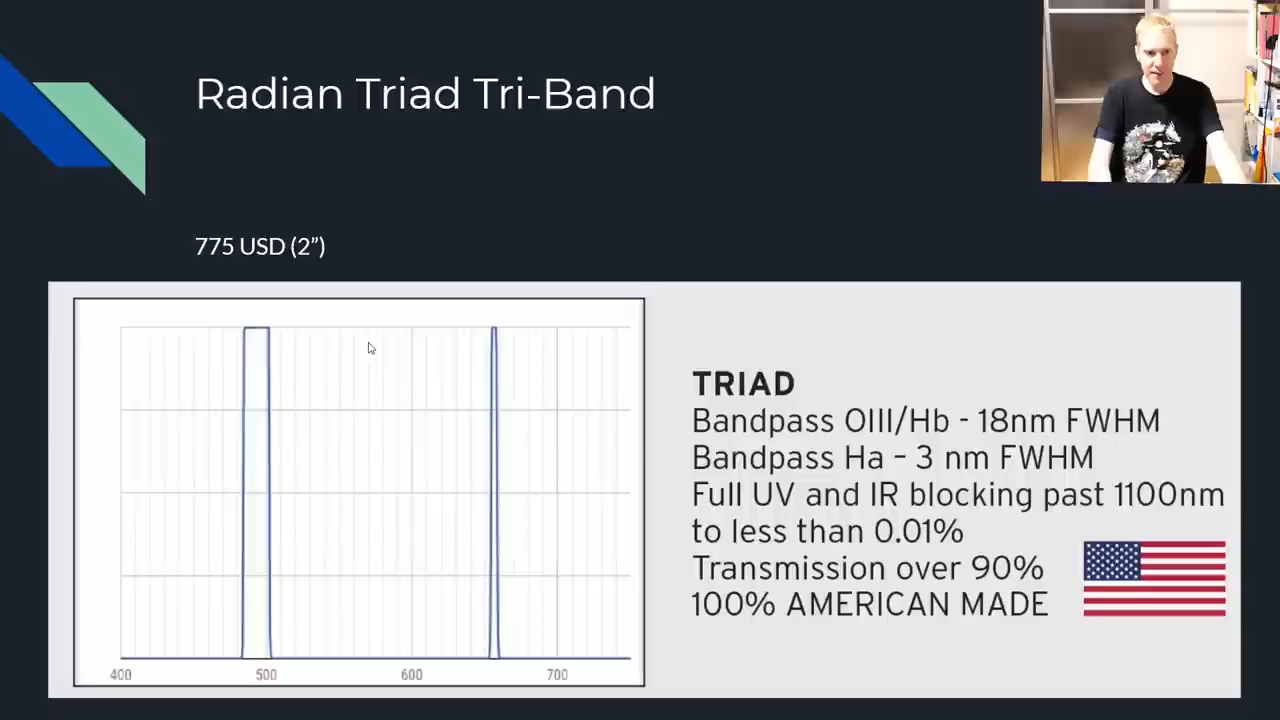 Radian Triad Tri-Band
775 USD (2”)
400 500 600 700
TRIAD
Bandpass OIII/Hb - 18nm FWHM
Bandpass Ha – 3 nm FWHM
Full UV and IR blocking past 1100nm
to less than 0.01%
Transmission over 90%
100% AMERICAN MADE